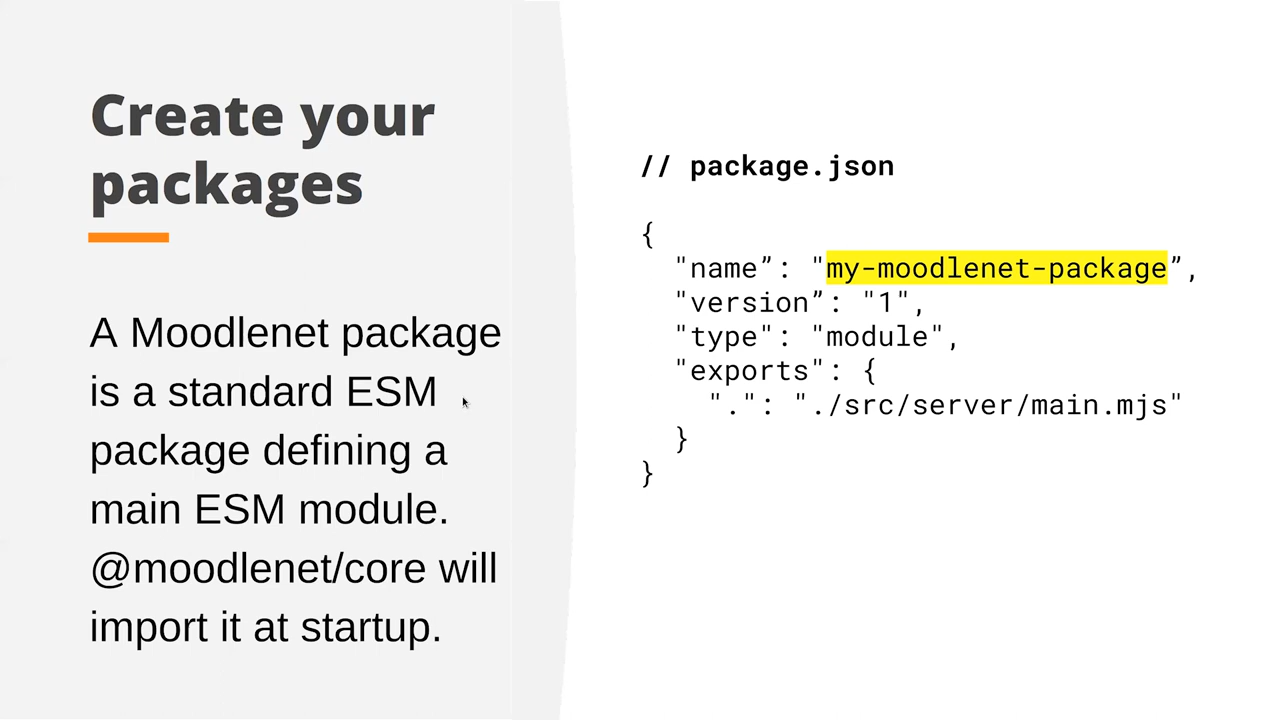 Create your
packages
A Moodlenet package
is a standard ESM
package defining a
main ESM module.
@moodlenet/core will
import it at startup.
// package.json
{
"name”: "my-moodlenet-package”,
"version”: "1",
"type": "module",
"exports": {
".": "./src/server/main.mjs"
}
}